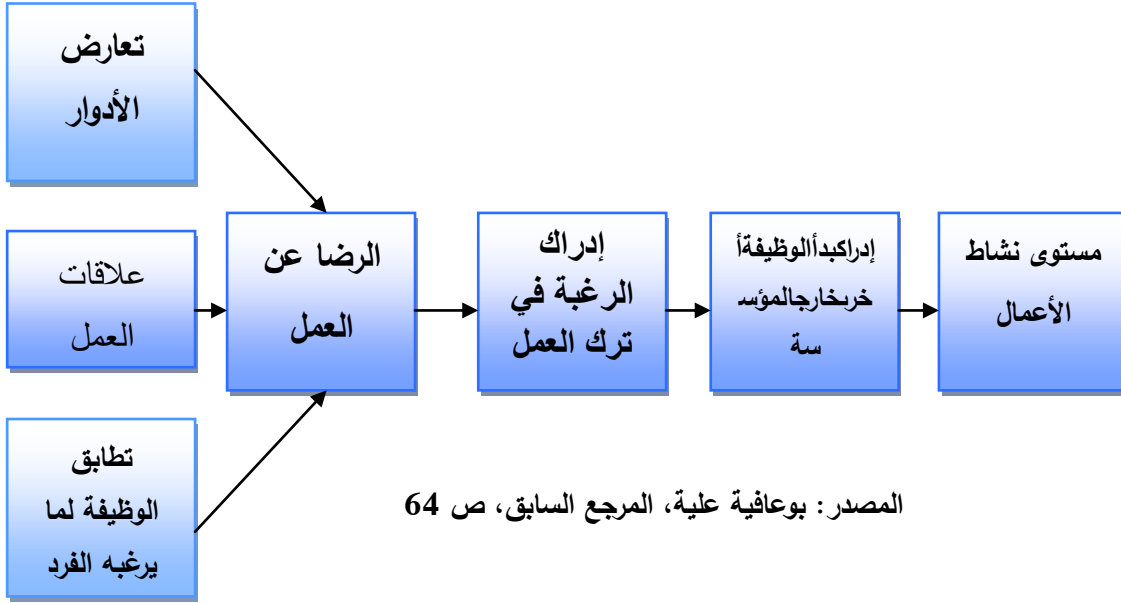 تعارض
الأدوار
علاقات
العمل
تطابق
الوظيفة لما
يرغبه الفرد
الرضا عن
العمل
إدراك
الرغبة في
ترك العمل
إدراكبدأالوظيفةأ
خربخارجالمؤس
سة
مستوى نشاط
الأعمال
المصدر: بوعافية علية، المرجع السابق، ص 64